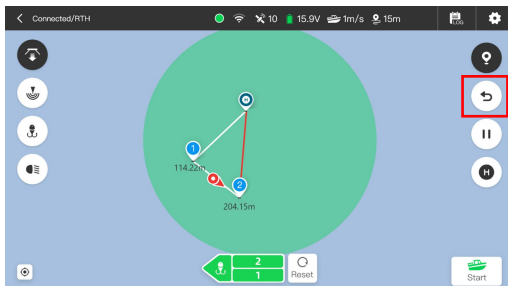 Connected/RTH
10
15.9V
1m/s
15m
LOG
H
1
114.22m
2
204.15m
H
2
1
Reset
Start